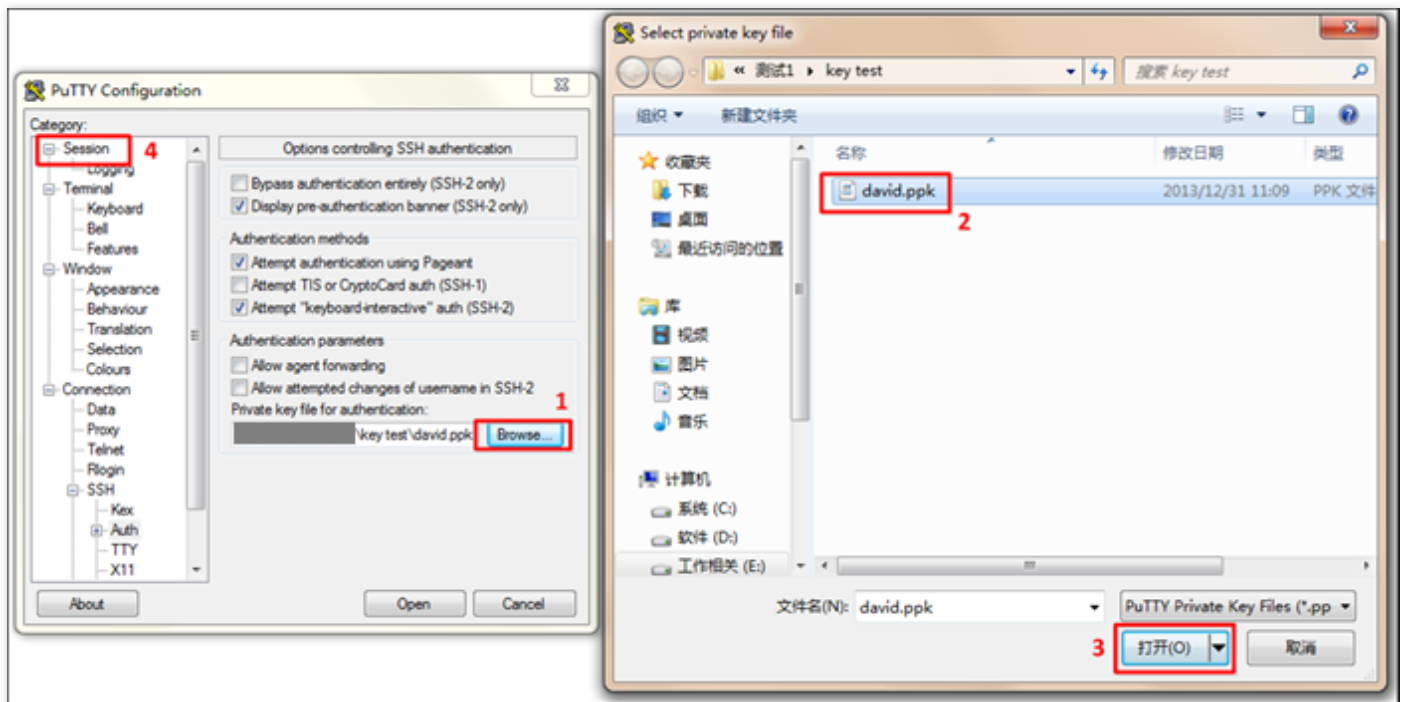 PuTTY Configuration
Category:
Session
4
Logging
Terminal
Keyboard
Bell
Features
Window
Appearance
Behaviour
Translation
Selection
Colours
Connection
Data
Proxy
Telnet
Rlogin
SSH
Kex
Auth
TTY
X11
Options controlling SSH authentication
Bypass authentication entirely (SSH-2 only)
Display pre-authentication banner (SSH-2 only)
Authentication methods
Attempt authentication using Pageant
Attempt TIS or CryptoCard auth (SSH-1)
Attempt "keyboard-interactive" auth (SSH-2)
Authentication parameters
Allow agent forwarding
Allow attempted changes of username in SSH-2
1
Private key file for authentication:
\key test\david.ppk
Browse...
About
Open
Cancel
Select private key file
« 测试1 ▸ key test
搜索 key test
组织
新建文件夹
收藏夹
下载
桌面
最近访问的位置
库
视频
图片
文档
音乐
计算机
系统 (C:)
软件 (D:)
工作相关 (E:)
名称 修改日期 类型
david.ppk 2013/12/31 11:09 PPK 文件
2
文件名(N): david.ppk
PuTTY Private Key Files (*.pp
3
打开(O)
取消